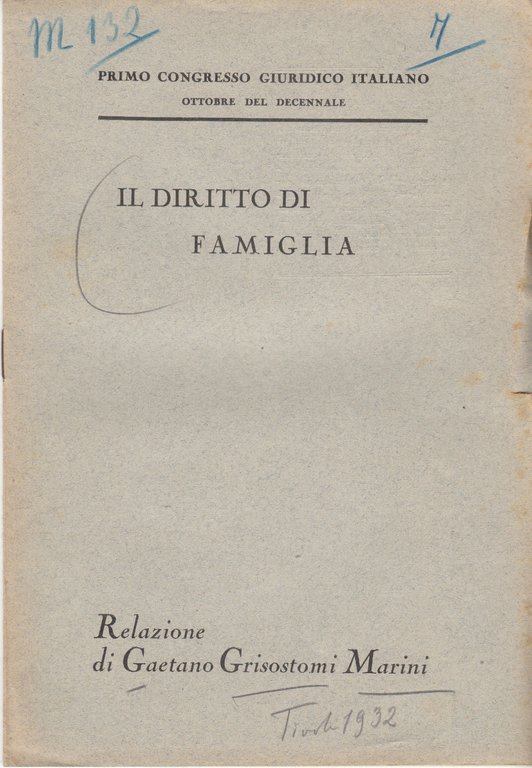 m 132
7
PRIMO CONGRESSO GIURIDICO ITALIANO
OTTOBRE DEL DECENNALE
IL DIRITTO DI
FAMIGLIA
Relazione
di Gaetano Grisostomi Marini
Tivoli 1932